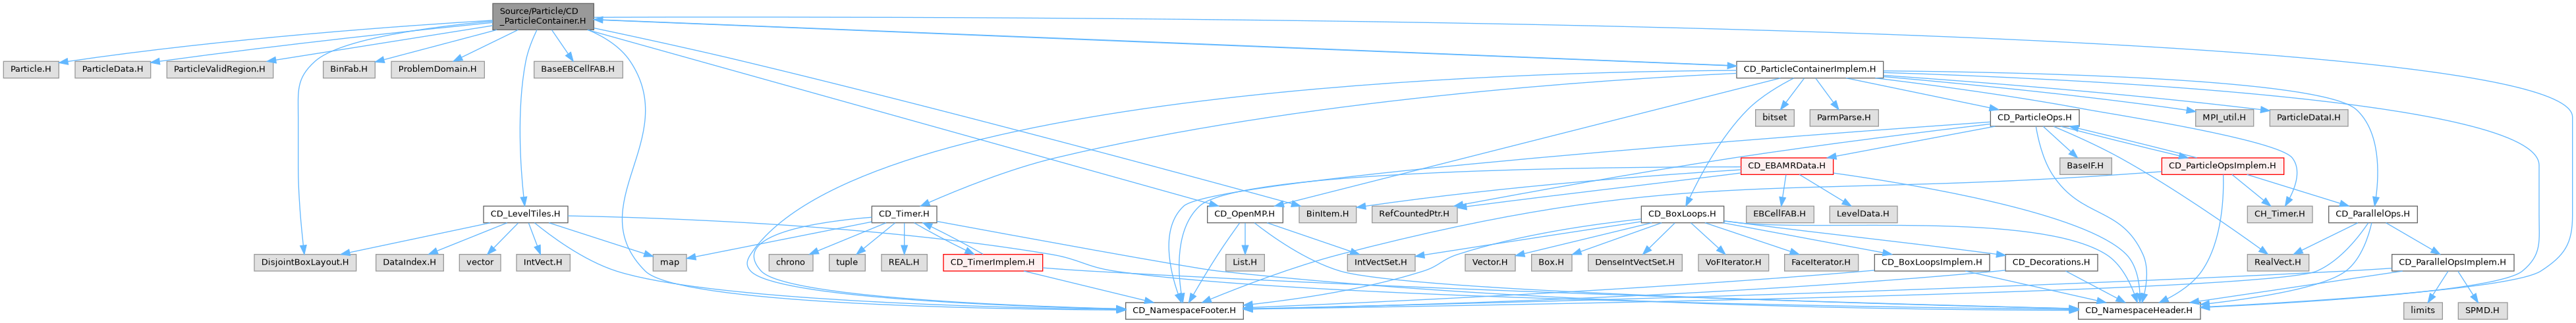 Source/Particle/CD
_ParticleContainer.H
Particle.H
ParticleData.H
ParticleValidRegion.H
BinFab.H
ProblemDomain.H
BaseEBCellFAB.H
CD_ParticleContainerImplem.H
bitset
ParmParse.H
CD_ParticleOps.H
MPI_util.H
ParticleDataI.H
CD_EBAMRData.H
BaseIF.H
CD_ParticleOpsImplem.H
CD_LevelTiles.H
CD_Timer.H
CD_OpenMP.H
BinItem.H
RefCountedPtr.H
EBCellFAB.H
LevelData.H
CD_BoxLoops.H
CH_Timer.H
CD_ParallelOps.H
DisjointBoxLayout.H
DataIndex.H
vector
IntVect.H
map
chrono
tuple
REAL.H
CD_TimerImplem.H
List.H
IntVectSet.H
Vector.H
Box.H
DenseIntVectSet.H
VoFIterator.H
FaceIterator.H
CD_BoxLoopsImplem.H
CD_Decorations.H
RealVect.H
CD_ParallelOpsImplem.H
CD_NamespaceFooter.H
CD_NamespaceHeader.H
limits
SPMD.H